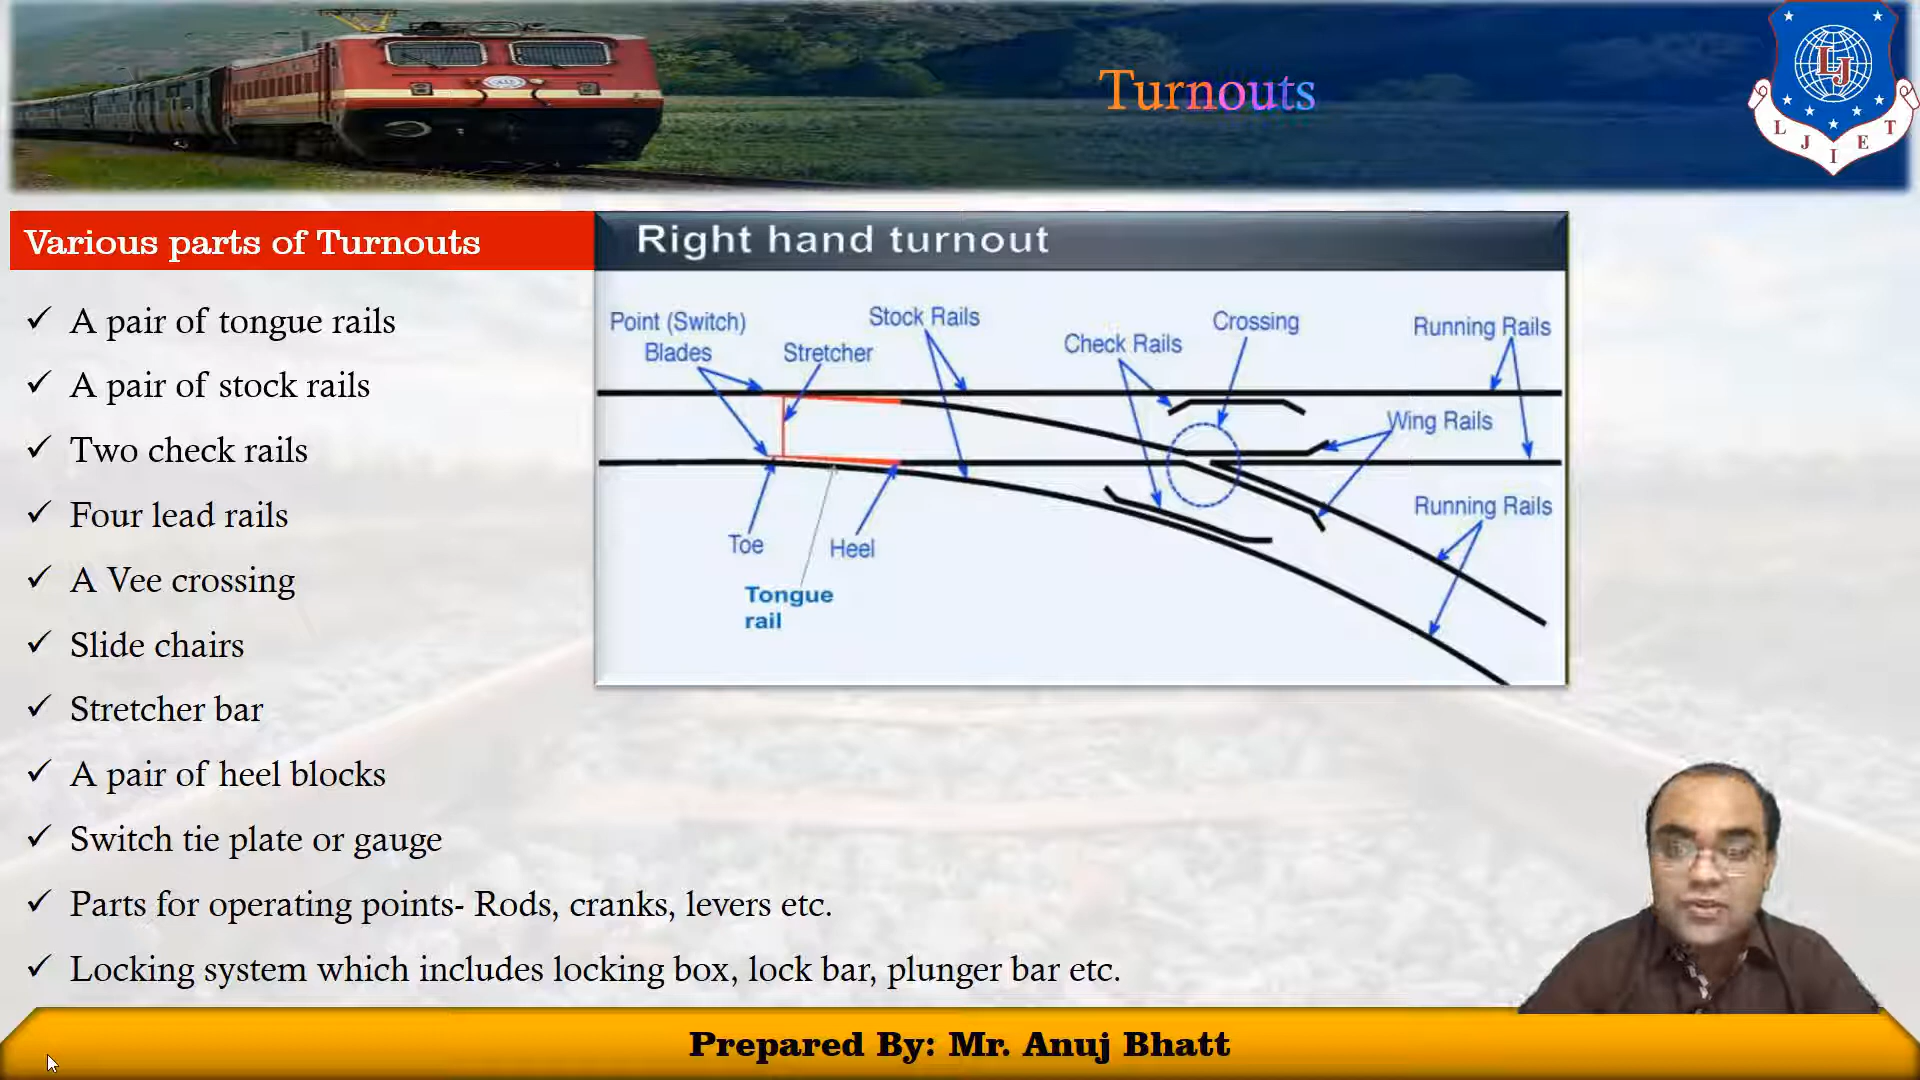 Turnouts
LJ
L J I E T
Various parts of Turnouts
✓ A pair of tongue rails
✓ A pair of stock rails
✓ Two check rails
✓ Four lead rails
✓ A Vee crossing
✓ Slide chairs
✓ Stretcher bar
✓ A pair of heel blocks
✓ Switch tie plate or gauge
✓ Parts for operating points- Rods, cranks, levers etc.
✓ Locking system which includes locking box, lock bar, plunger bar etc.
Right hand turnout
Point (Switch)
Blades
Stretcher
Stock Rails
Check Rails
Crossing
Running Rails
Wing Rails
Running Rails
Toe
Heel
Tongue
rail
Prepared By: Mr. Anuj Bhatt